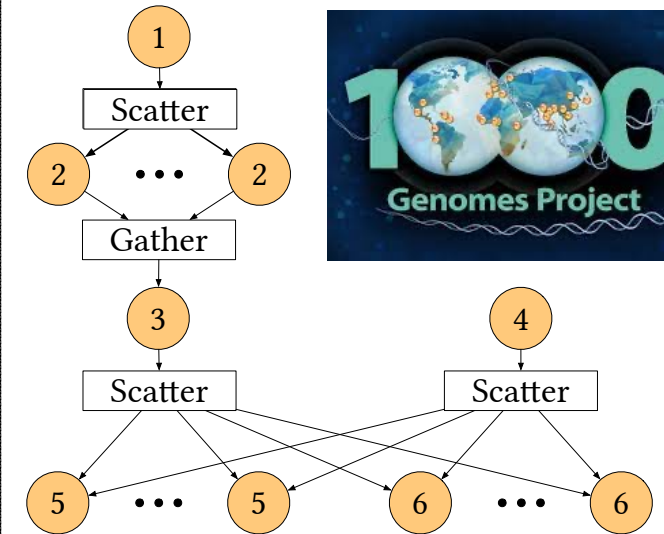 1
Scatter
2 ••• 2
Gather
3
4
Scatter
Scatter
5 ••• 5
6 ••• 6
1000
Genomes Project